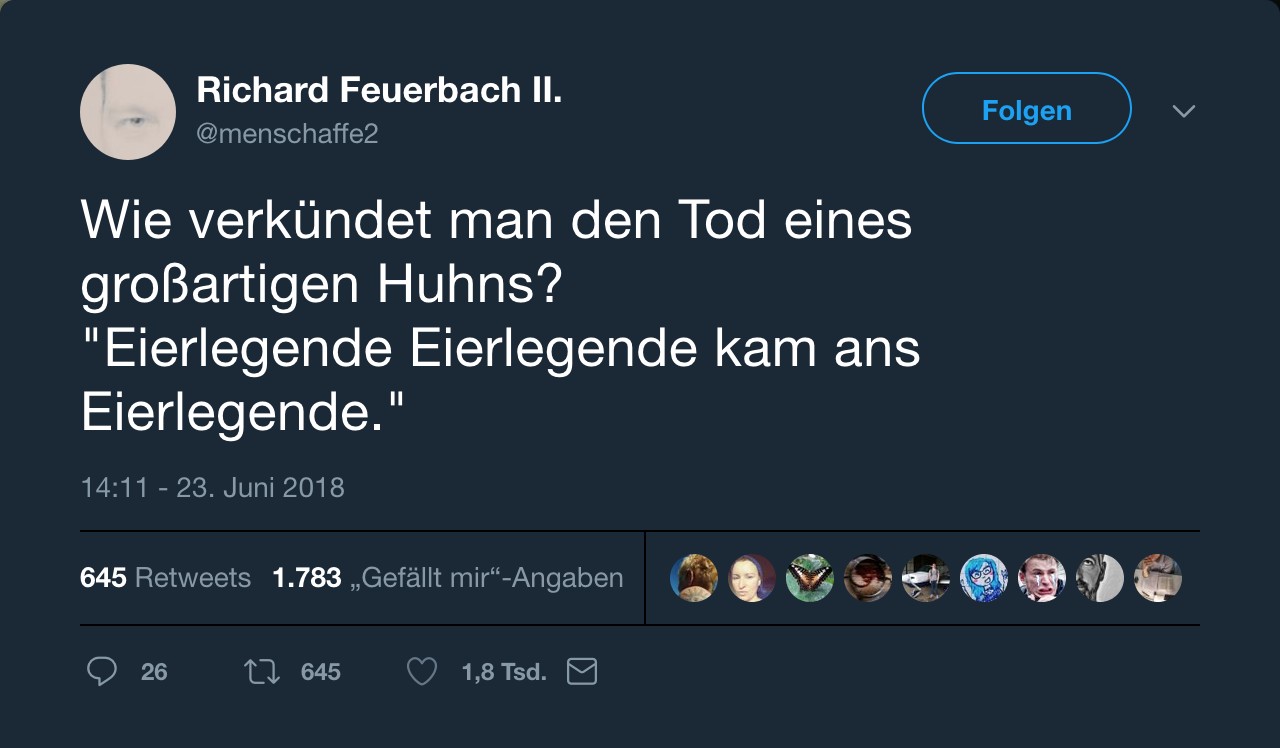 Richard Feuerbach II.
@menschaffe2
Folgen
Wie verkündet man den Tod eines
großartigen Huhns?
"Eierlegende Eierlegende kam ans
Eierlegende."
14:11 - 23. Juni 2018
645 Retweets 1.783 „Gefällt mir“-Angaben
26 645 1,8 Tsd.